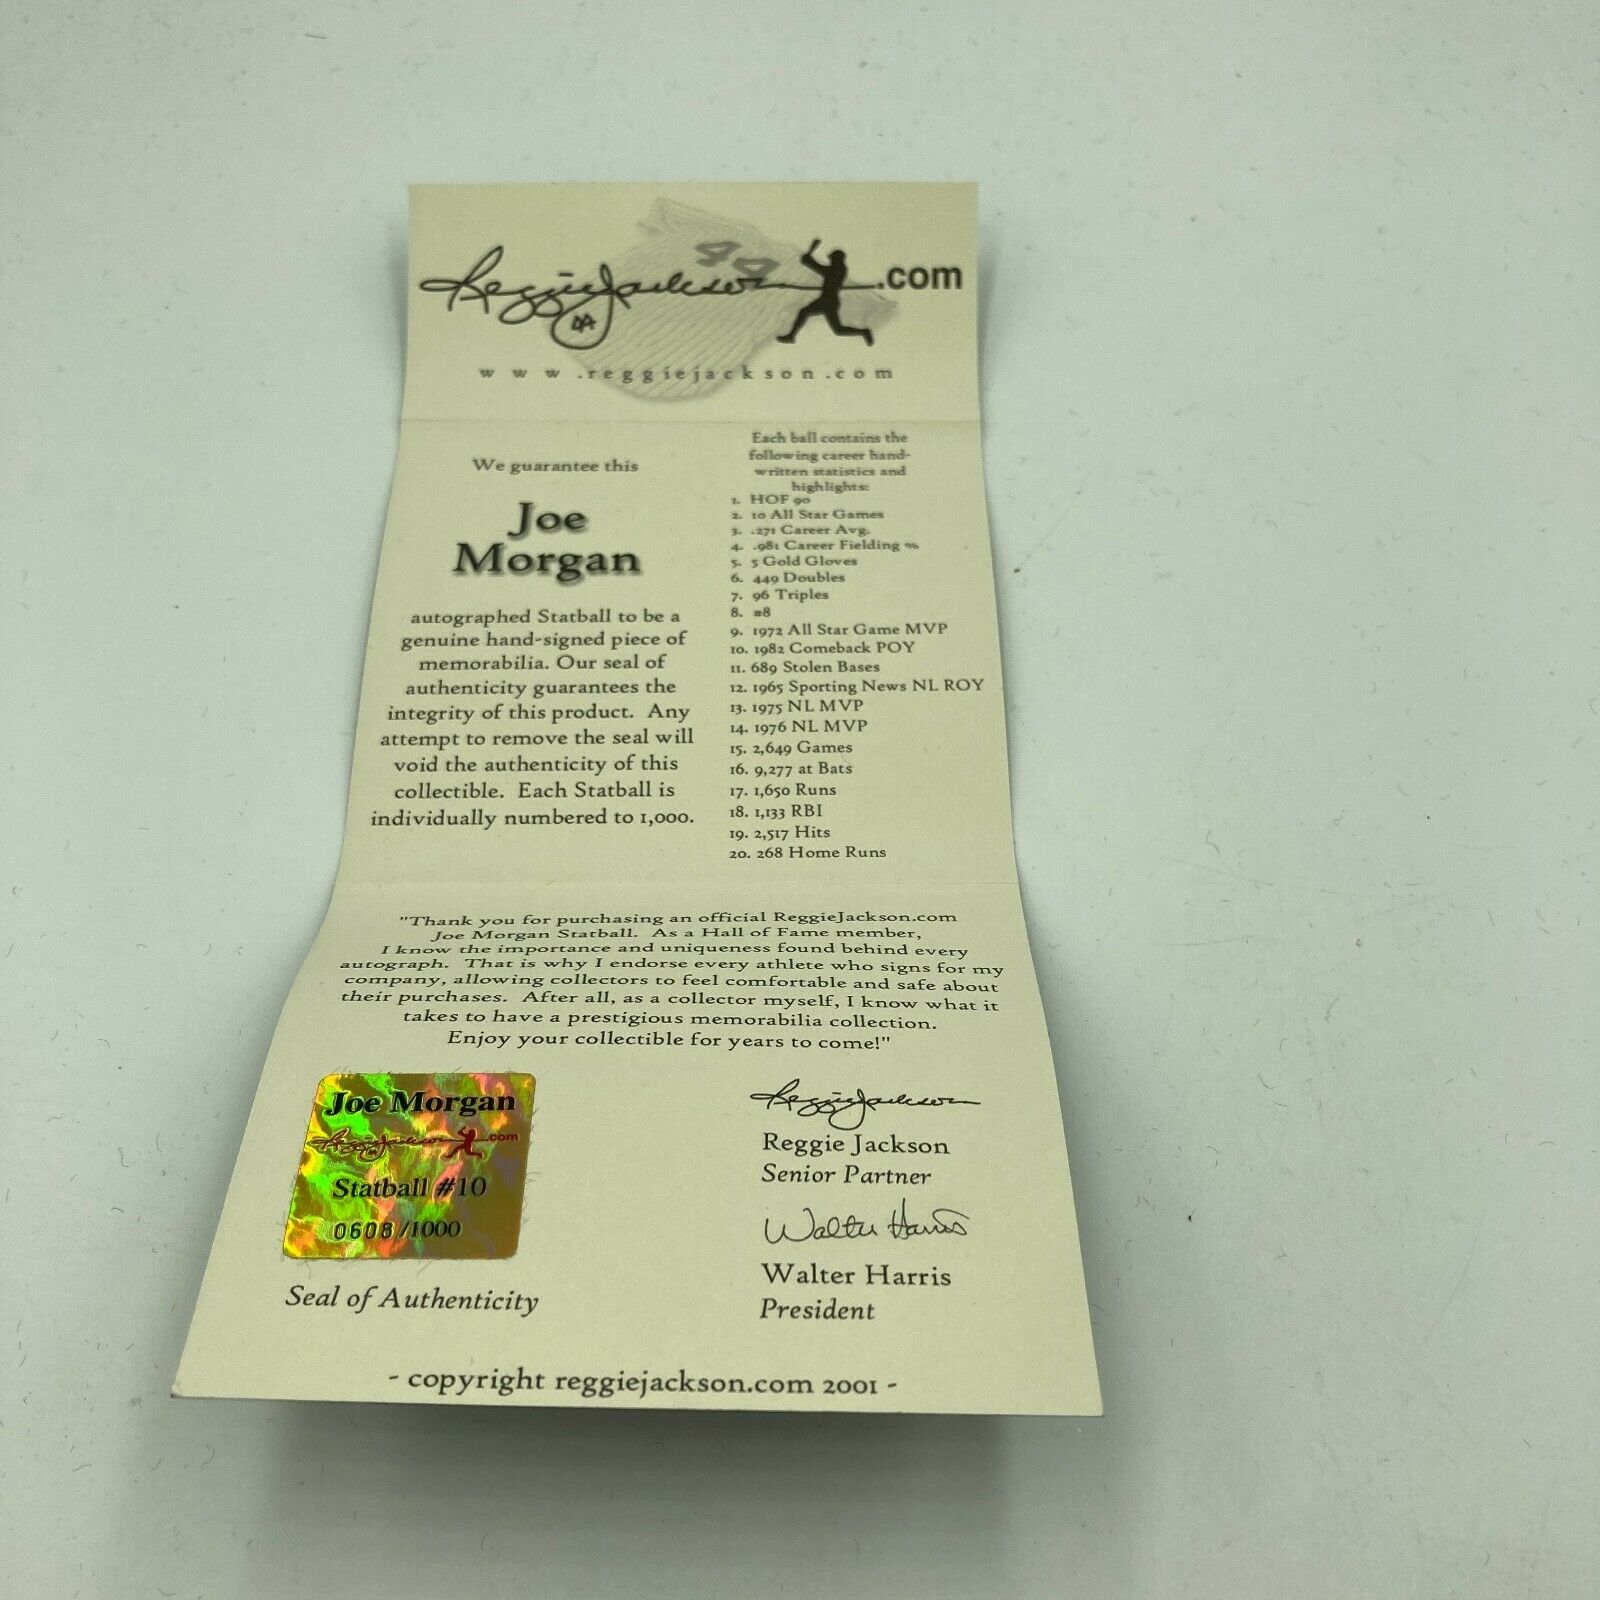 Reggie Jackson .com
44
44
www.reggiejackson.com
We guarantee this
Joe
Morgan
autographed Statball to be a
genuine hand-signed piece of
memorabilia. Our seal of
authenticity guarantees the
integrity of this product. Any
attempt to remove the seal will
void the authenticity of this
collectible. Each Statball is
individually numbered to 1,000.
Each ball contains the
following career hand-
written statistics and
highlights:
1. HOF 90
2. 10 All Star Games
3. .271 Career Avg.
4. .981 Career Fielding %
5. 5 Gold Gloves
6. 449 Doubles
7. 96 Triples
8. #8
9. 1972 All Star Game MVP
10. 1982 Comeback POY
11. 689 Stolen Bases
12. 1965 Sporting News NL ROY
13. 1975 NL MVP
14. 1976 NL MVP
15. 2,649 Games
16. 9,277 at Bats
17. 1,650 Runs
18. 1,133 RBI
19. 2,517 Hits
20. 268 Home Runs
"Thank you for purchasing an official ReggieJackson.com
Joe Morgan Statball. As a Hall of Fame member,
I know the importance and uniqueness found behind every
autograph. That is why I endorse every athlete who signs for my
company, allowing collectors to feel comfortable and safe about
their purchases. After all, as a collector myself, I know what it
takes to have a prestigious memorabilia collection.
Enjoy your collectible for years to come!"
Joe Morgan
Reggie Jackson .com
Statball #10
0608/1000
Seal of Authenticity
Reggie Jackson
Reggie Jackson
Senior Partner
Walter Harris
Walter Harris
President
- copyright reggiejackson.com 2001 -